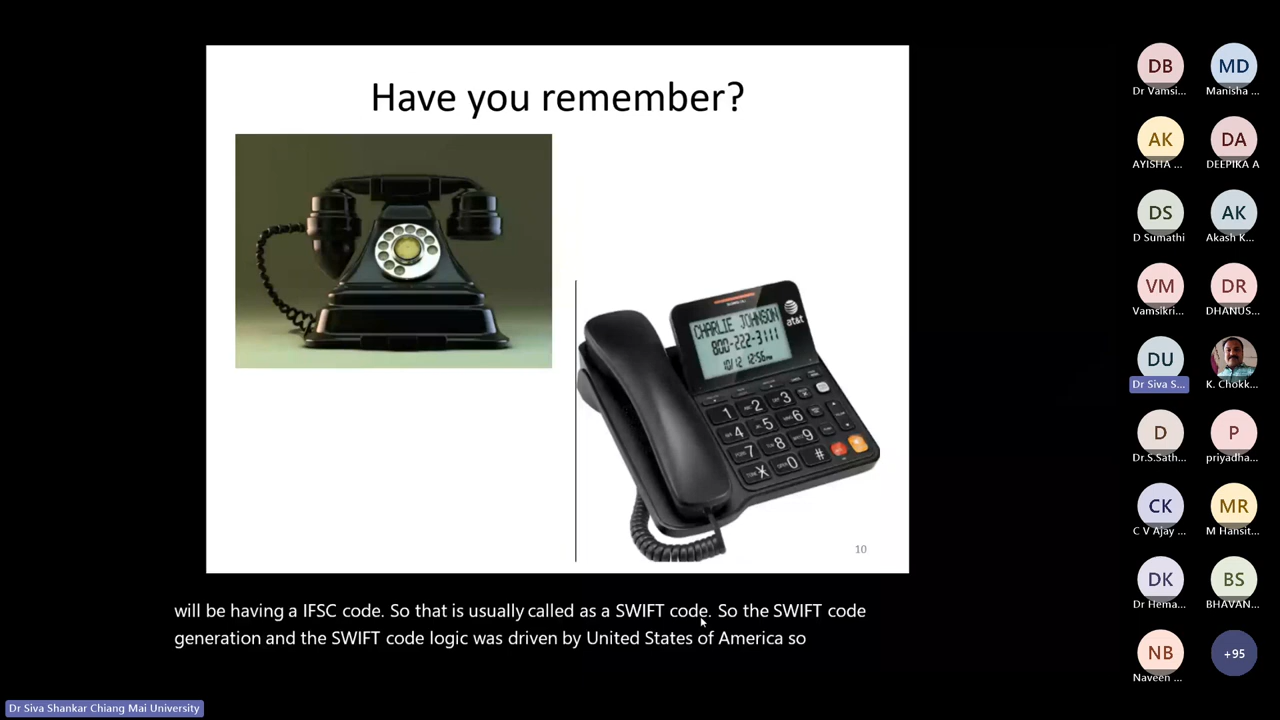 Have you remember?
at&t
CHARLIE JOHNSON
800-222-3111
10/12 12:56PM
1 2 3
4 5 6
7 8 9
0 #
10
will be having a IFSC code. So that is usually called as a SWIFT code. So the SWIFT code
generation and the SWIFT code logic was driven by United States of America so
Dr Siva Shankar Chiang Mai University
DB MD
Dr Vamsi... Manisha ...
AK DA
AYISHA ... DEEPIKA A
DS AK
D Sumathi Akash K...
VM DR
Vamsikri... DHANUS...
DU
Dr Siva S... K. Chokk...
D P
Dr.S.Sath... priyadha...
CK MR
C V Ajay ... M Hansit...
DK BS
Dr Hema... BHAVAN...
NB +95
Naveen ...